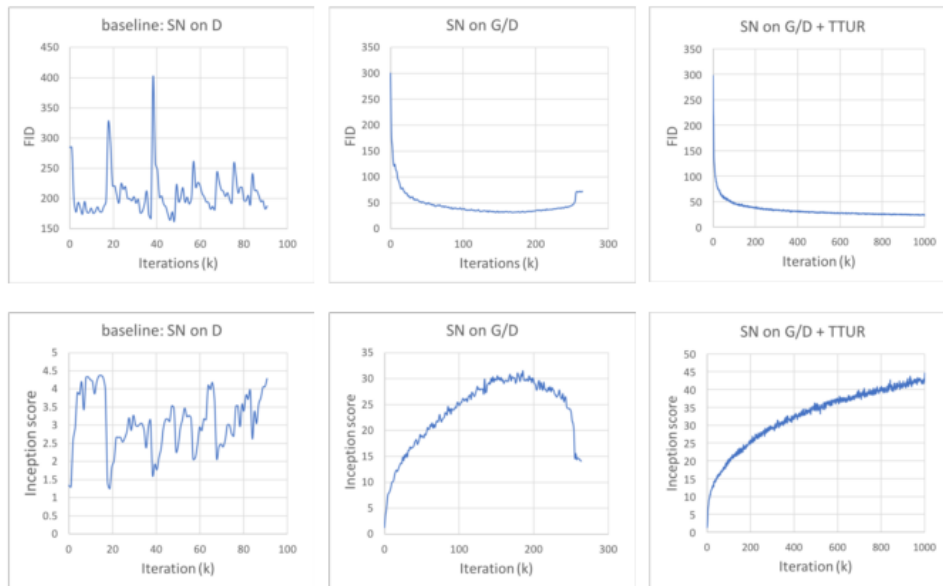 baseline: SN on D
450
400
350
300
250
200
150
FID
0 20 40 60 80 100
Iterations (k)
SN on G/D
350
300
250
200
150
100
50
0
FID
0 100 200 300
Iterations (k)
SN on G/D + TTUR
350
300
250
200
150
100
50
0
FID
0 200 400 600 800 1000
Iteration (k)
baseline: SN on D
5
4.5
4
3.5
3
2.5
2
1.5
1
0.5
0
Inception score
0 20 40 60 80 100
Iteration (k)
SN on G/D
35
30
25
20
15
10
5
0
Inception score
0 100 200 300
Iteration (k)
SN on G/D + TTUR
50
45
40
35
30
25
20
15
10
5
0
Inception score
0 200 400 600 800 1000
Iteration (k)